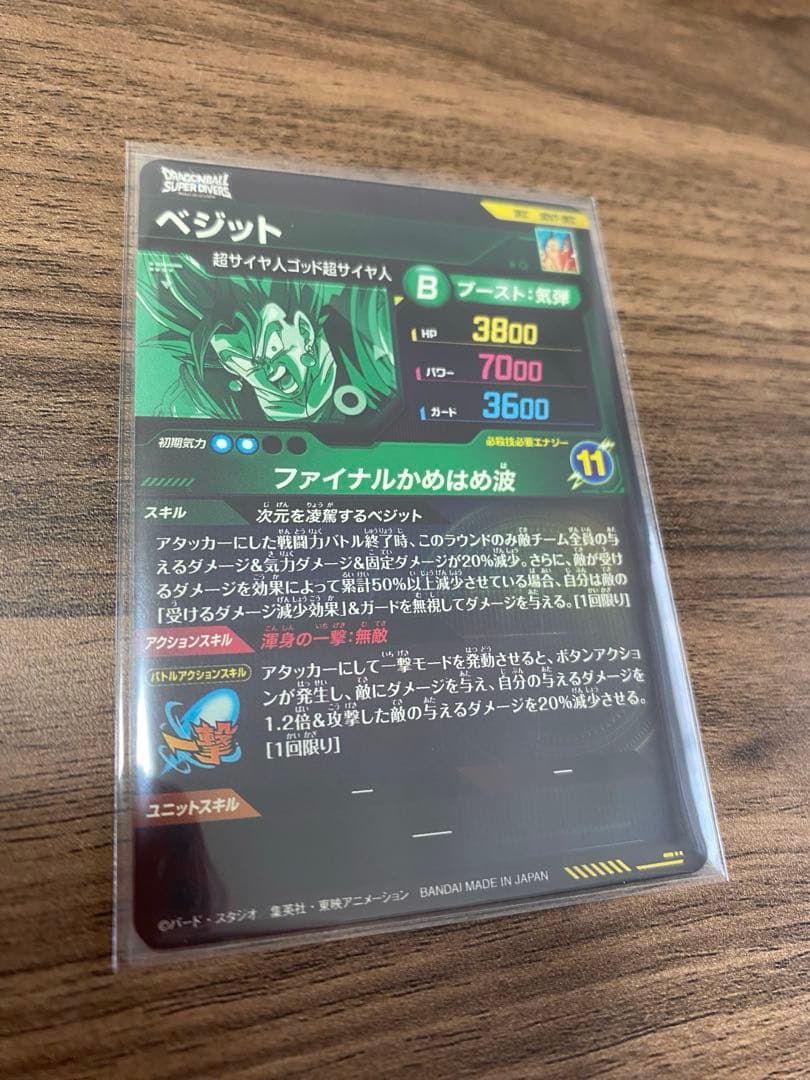 DRAGONBALL
SUPER DIVERS
ベジット
超サイヤ人ゴッド超サイヤ人
B ブースト:気弾
HP 3800
パワー 7000
ガード 3600
初期気力
必殺技必要エナジー
11
ファイナルかめはめ波
スキル 次元を凌駕するベジット
アタッカーにした戦闘力バトル終了時、このラウンドのみ敵チーム全員の与
えるダメージ&気力ダメージ&固定ダメージが20%減少。さらに、敵が受け
るダメージを効果によって累計50%以上減少させている場合、自分は敵の
「受けるダメージ減少効果」&ガードを無視してダメージを与える。[1回限り]
アクションスキル 渾身の一撃:無敵
バトルアクションスキル
アタッカーにして一撃モードを発動させると、ボタンアクショ
ンが発生し、敵にダメージを与え、自分の与えるダメージを
1.2倍&攻撃した敵の与えるダメージを20%減少させる。
[1回限り]
一撃
ユニットスキル
©バード・スタジオ 集英社・東映アニメーション BANDAI MADE IN JAPAN